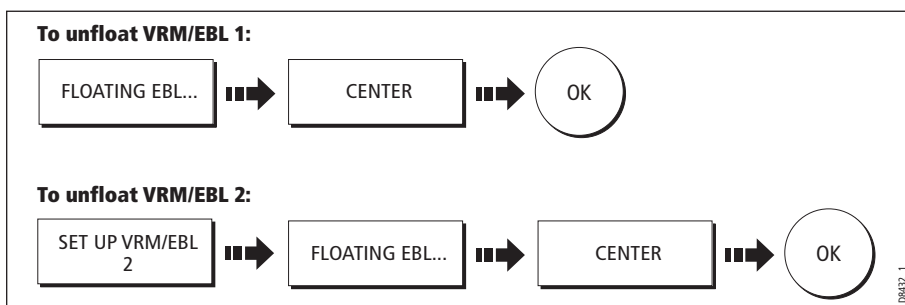 To unfloat VRM/EBL 1:
FLOATING EBL...
CENTER
OK
To unfloat VRM/EBL 2:
SET UP VRM/EBL
2
FLOATING EBL...
CENTER
OK
D8432_1